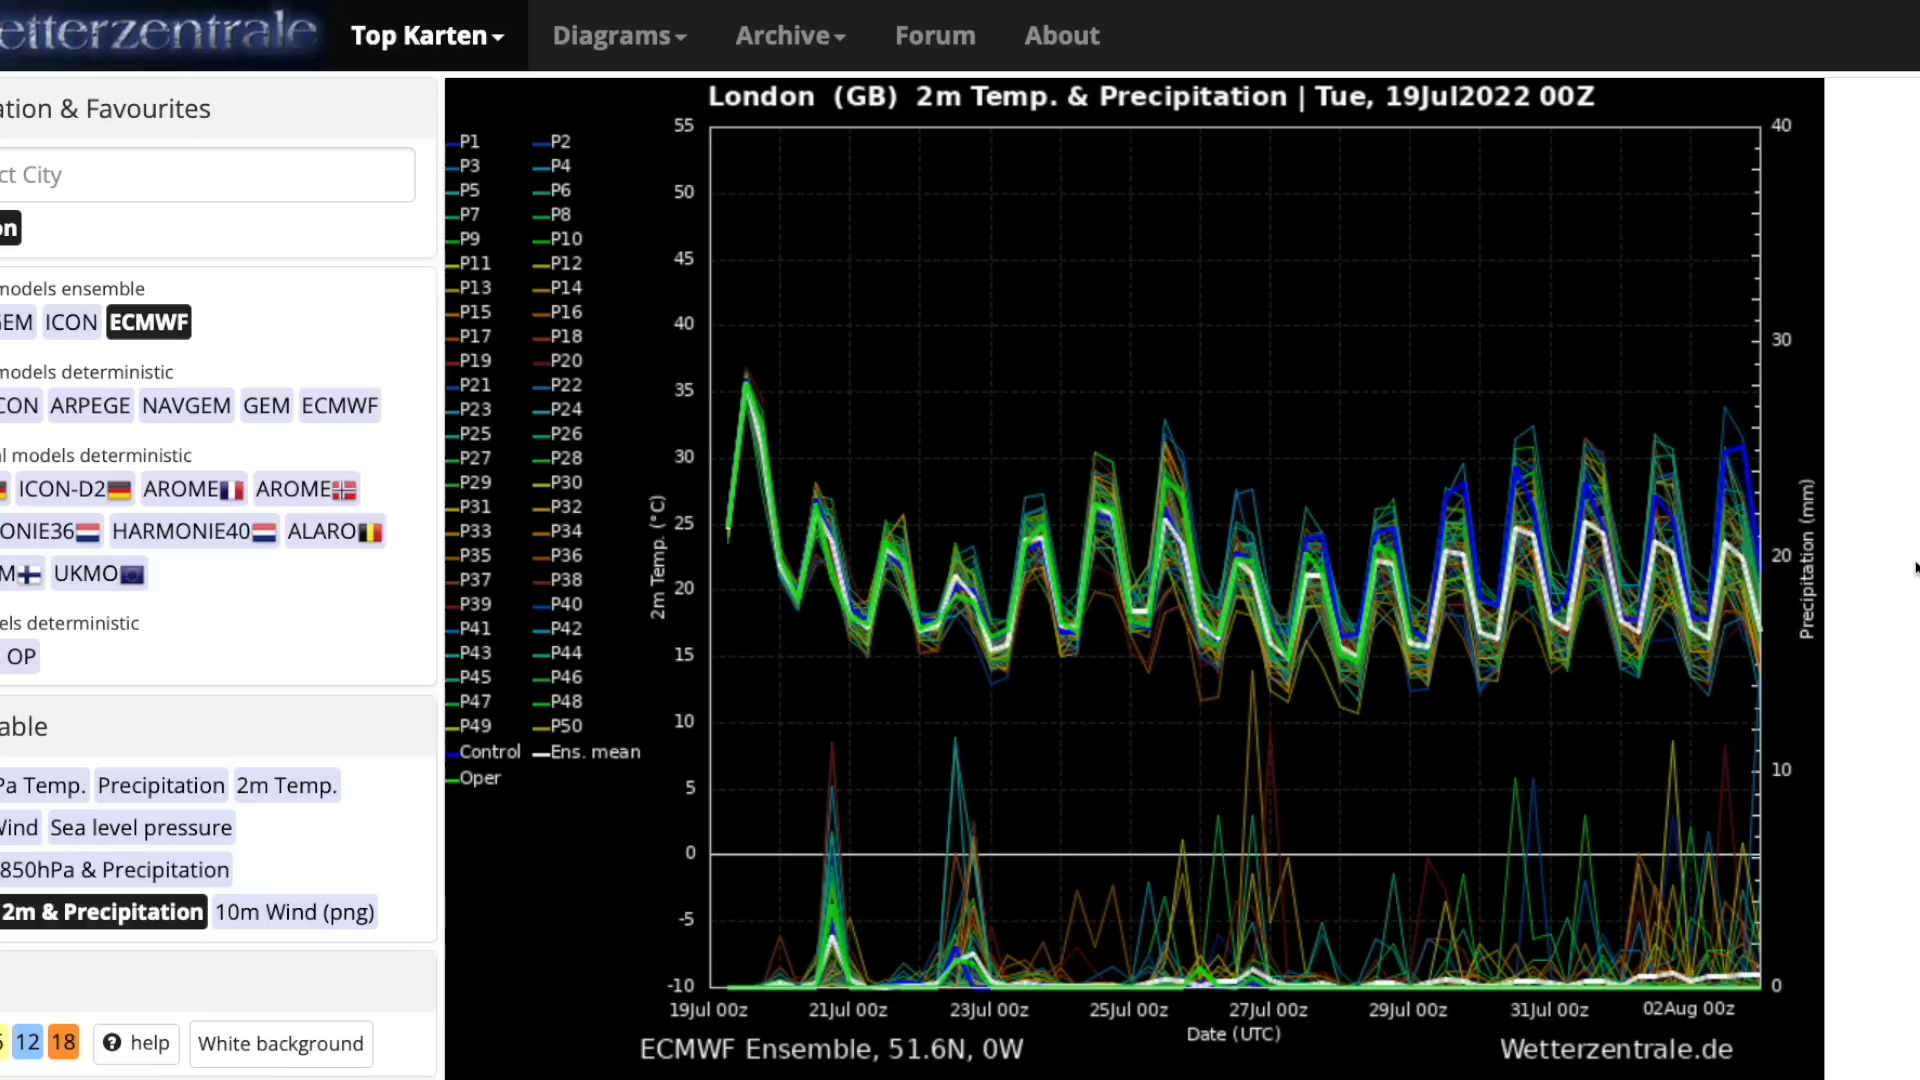 etterzentrale Top Karten Diagrams Archive Forum About
ation & Favourites
ct City
on
models ensemble
EM ICON ECMWF
models deterministic
CON ARPEGE NAVGEM GEM ECMWF
l models deterministic
ICON-D2 AROME AROME
ONIE36 HARMONIE40 ALARO
M UKMO
els deterministic
OP
able
Pa Temp. Precipitation 2m Temp.
Wind Sea level pressure
850hPa & Precipitation
2m & Precipitation 10m Wind (png)
6 12 18 help White background
London (GB) 2m Temp. & Precipitation | Tue, 19Jul2022 00Z
P1 P2
P3 P4
P5 P6
P7 P8
P9 P10
P11 P12
P13 P14
P15 P16
P17 P18
P19 P20
P21 P22
P23 P24
P25 P26
P27 P28
P29 P30
P31 P32
P33 P34
P35 P36
P37 P38
P39 P40
P41 P42
P43 P44
P45 P46
P47 P48
P49 P50
Control Ens. mean
Oper
2m Temp. (°C)
55
50
45
40
35
30
25
20
15
10
5
0
-5
-10
40
30
20
10
0
Precipitation (mm)
19Jul 00z 21Jul 00z 23Jul 00z 25Jul 00z 27Jul 00z 29Jul 00z 31Jul 00z 02Aug 00z
Date (UTC)
ECMWF Ensemble, 51.6N, 0W Wetterzentrale.de